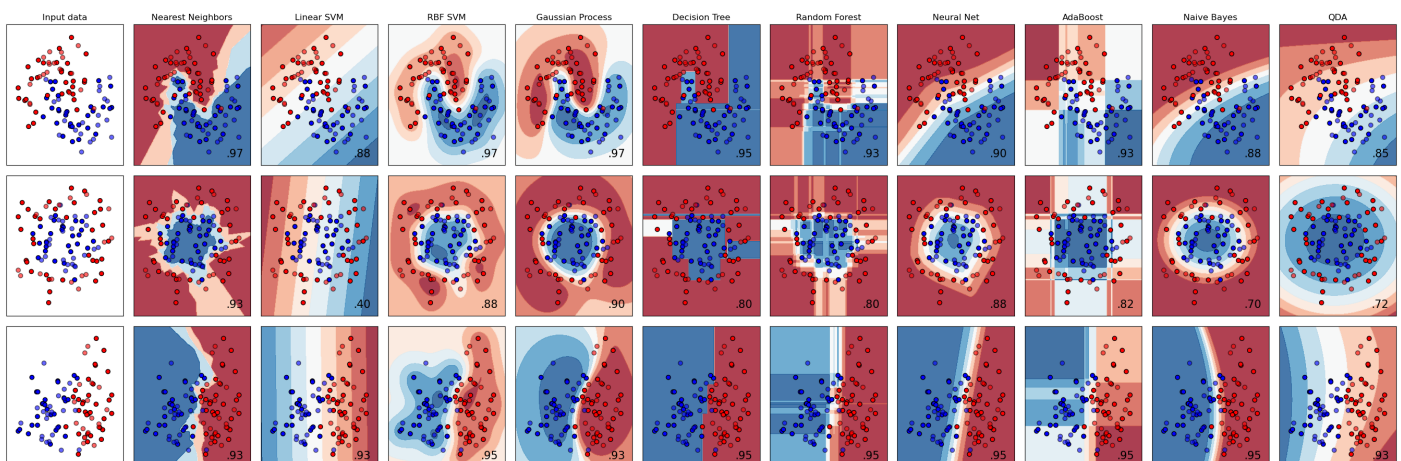 Input data Nearest Neighbors Linear SVM RBF SVM Gaussian Process Decision Tree Random Forest Neural Net AdaBoost Naive Bayes QDA
.97 .88 .97 .97 .95 .93 .90 .93 .88 .85
.93 .40 .88 .90 .80 .80 .88 .82 .70 .72
.93 .93 .95 .93 .95 .95 .95 .95 .95 .93